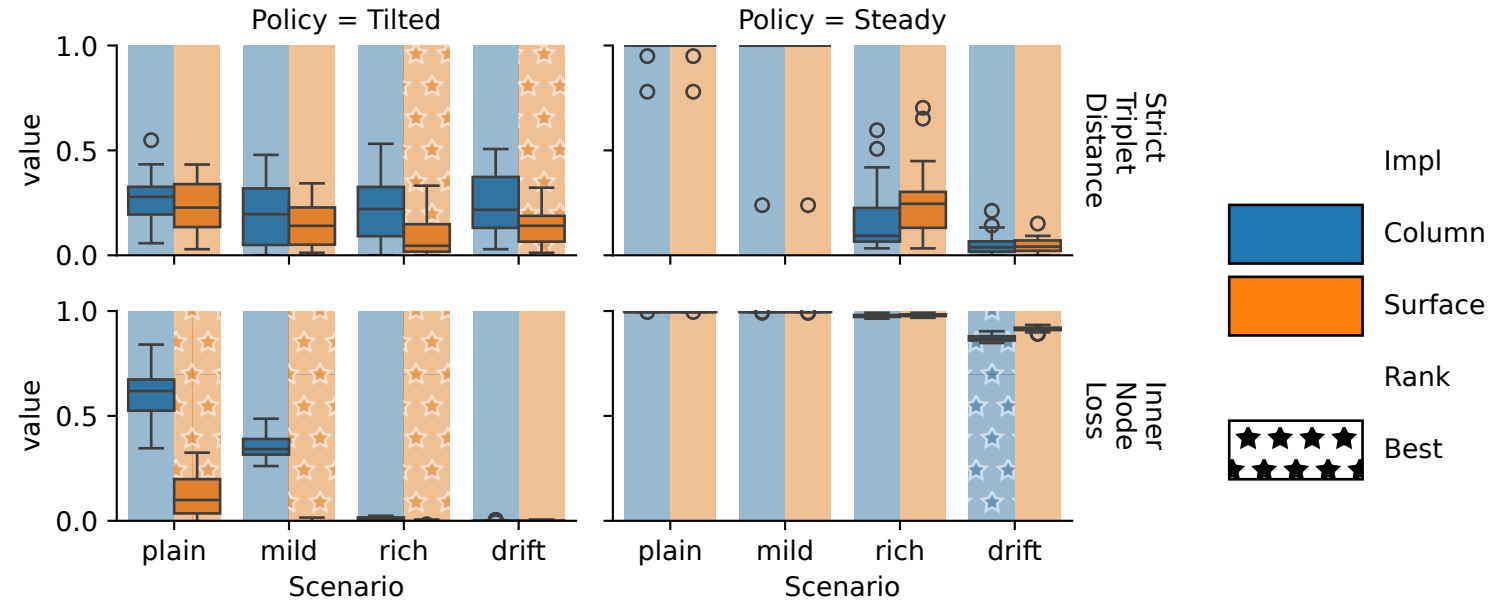 Policy = Tilted
Policy = Steady
1.0
0.5
0.0
value
Strict
Triplet
Distance
1.0
0.5
0.0
value
Inner
Node
Loss
plain
mild
rich
drift
Scenario
plain
mild
rich
drift
Scenario
Impl
Column
Surface
Rank
Best